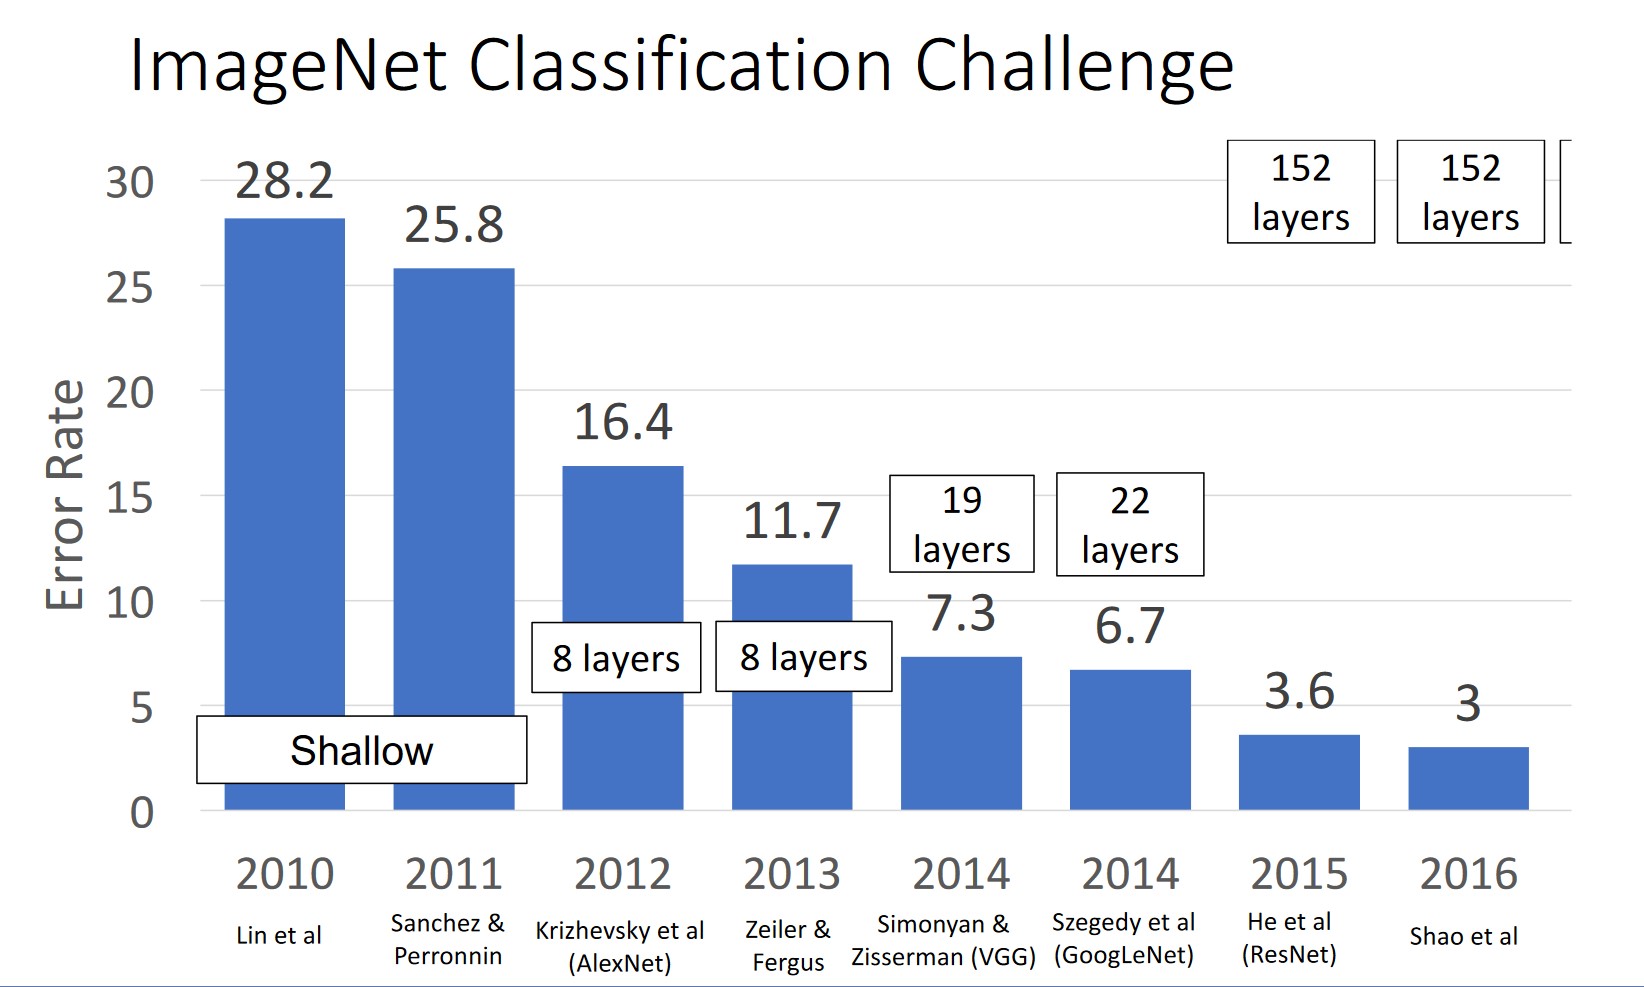 ImageNet Classification Challenge
152
layers
152
layers
30
28.2
25.8
25
20
16.4
15
11.7
19
layers
22
layers
10
7.3
6.7
8 layers
8 layers
5
3.6
3
Shallow
0
Error Rate
2010
2011
2012
2013
2014
2014
2015
2016
Lin et al
Sanchez &
Perronnin
Krizhevsky et al
(AlexNet)
Zeiler &
Fergus
Simonyan &
Zisserman (VGG)
Szegedy et al
(GoogLeNet)
He et al
(ResNet)
Shao et al